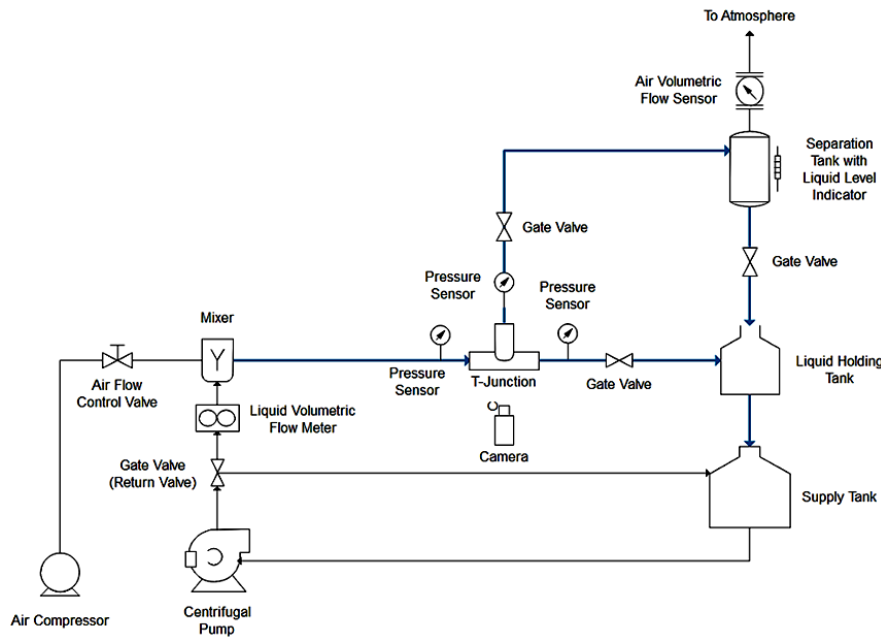 To Atmosphere
Air Volumetric
Flow Sensor
Separation
Tank with
Liquid Level
Indicator
Gate Valve
Gate Valve
Pressure
Sensor
Pressure
Sensor
Mixer
Air Flow
Control Valve
Pressure
Sensor
T-Junction
Gate Valve
Liquid Holding
Tank
Liquid Volumetric
Flow Meter
Camera
Gate Valve
(Return Valve)
Supply Tank
Air Compressor
Centrifugal
Pump